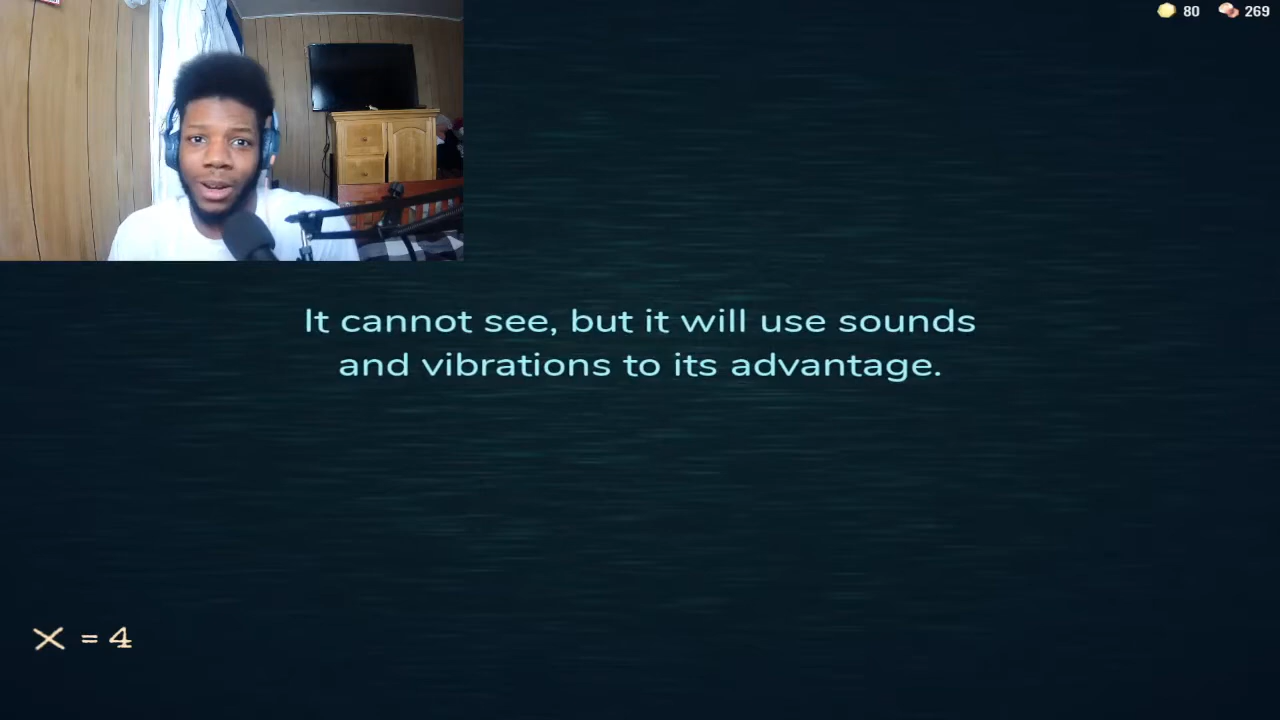 80 269
It cannot see, but it will use sounds
and vibrations to its advantage.
X = 4